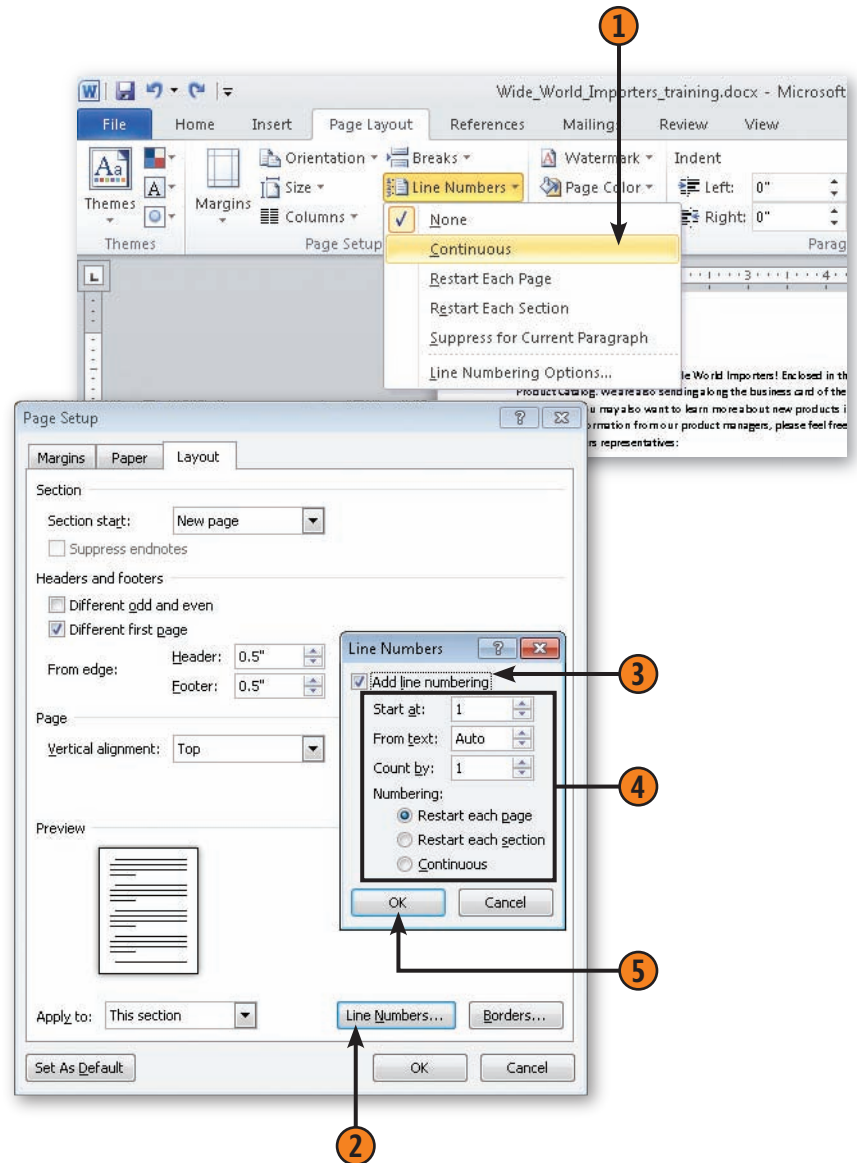 1
Wide_World_Importers_training.docx - Microsoft
File Home Insert Page Layout References Mailings Review View
Aa
A
Themes
Margins
Orientation
Size
Columns
Breaks
Line Numbers
Watermark
Page Color
Indent
Left: 0"
Right: 0"
Themes Page Setup Parag
None
Continuous
Restart Each Page
Restart Each Section
Suppress for Current Paragraph
Line Numbering Options...
L
3 4
le World Importers! Enclosed in th
Product Catalog. We are also sending along the business card of the
u may also want to learn more about new products i
ormation from our product managers, please feel free
rs representatives:
Page Setup
Margins Paper Layout
Section
Section start: New page
Suppress endnotes
Headers and footers
Different odd and even
Different first page
From edge: Header: 0.5"
Footer: 0.5"
Page
Vertical alignment: Top
Preview
Apply to: This section
Line Numbers... Borders...
Set As Default OK Cancel
Line Numbers
Add line numbering
Start at: 1
From text: Auto
Count by: 1
Numbering:
Restart each page
Restart each section
Continuous
OK Cancel
3
4
5
2